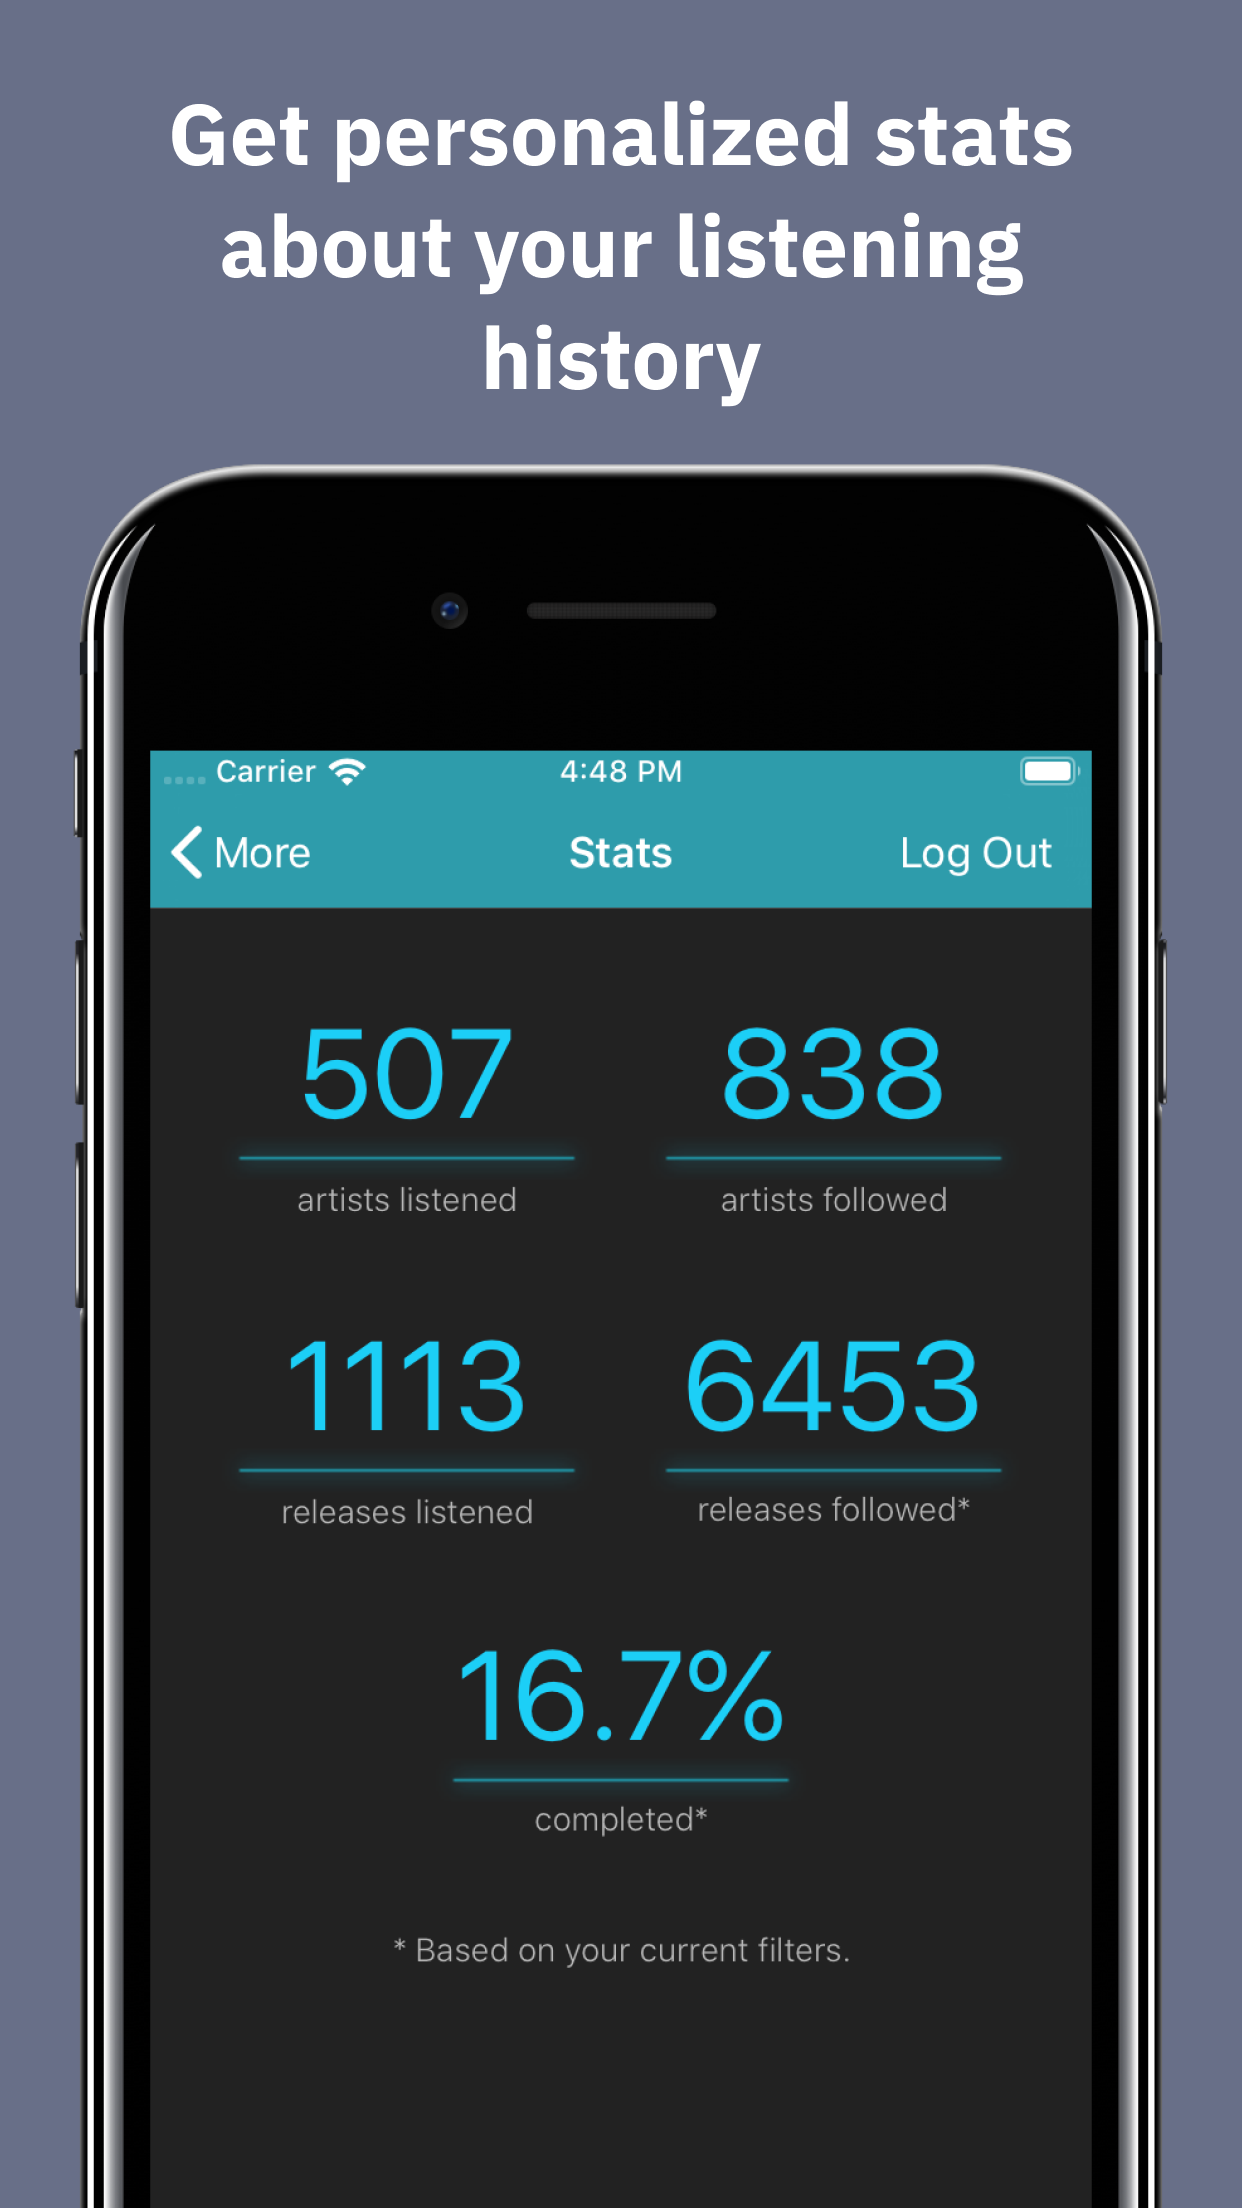 Get personalized stats
about your listening
history
Carrier 4:48 PM
More Stats Log Out
507 838
artists listened artists followed
1113 6453
releases listened releases followed*
16.7%
completed*
* Based on your current filters.